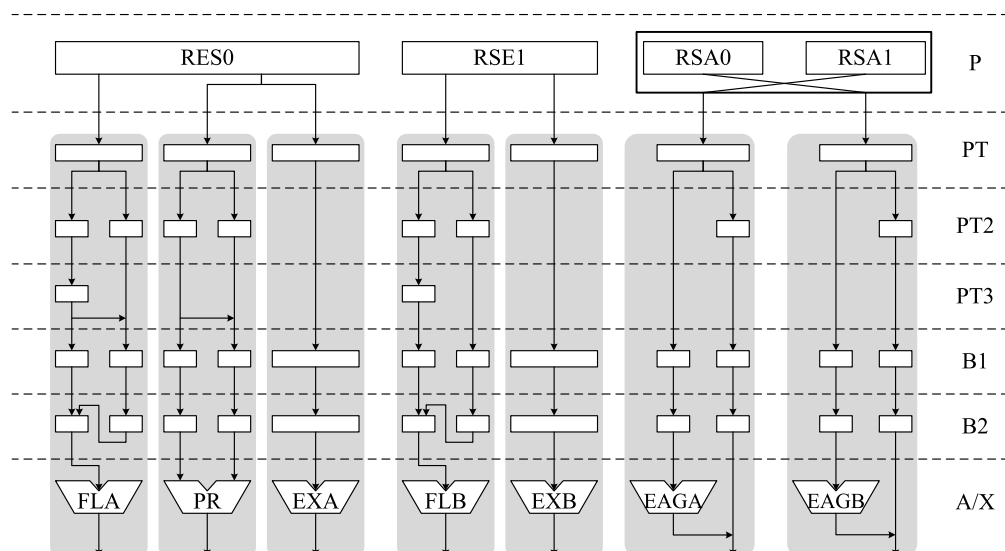 RES0 RSE1 RSA0 RSA1 P
PT
PT2
PT3
B1
B2
FLA PR EXA FLB EXB EAGA EAGB A/X